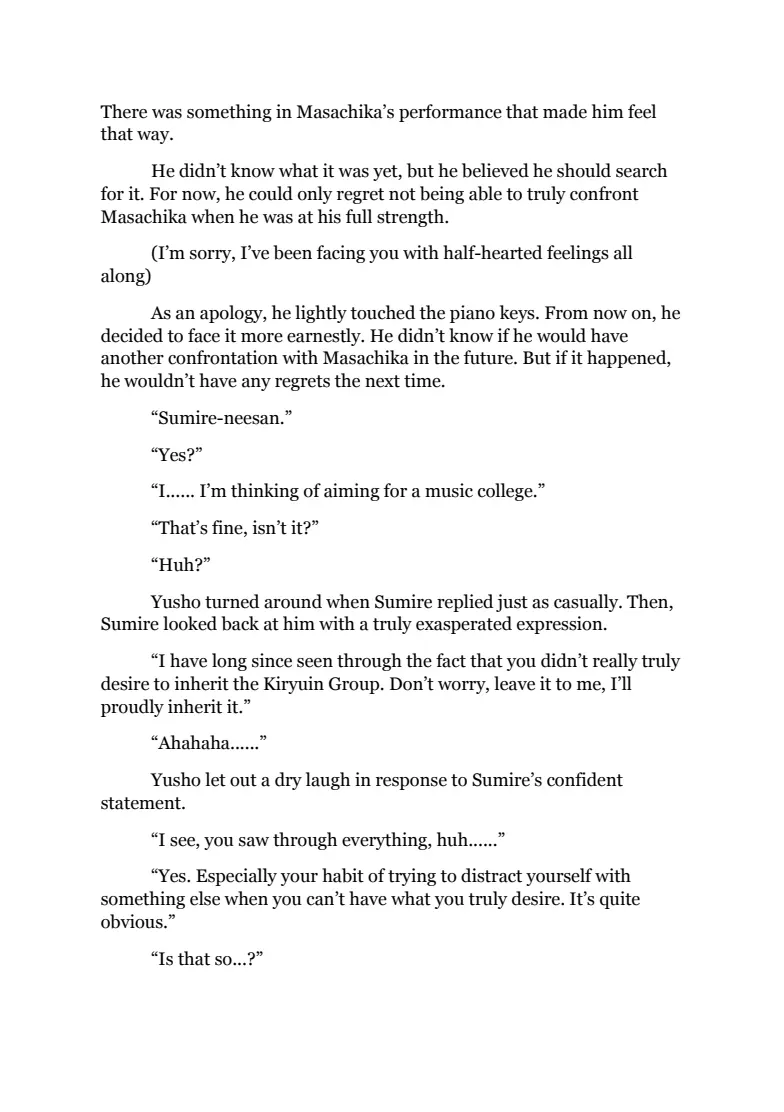 There was something in Masachika’s performance that made him feel
that way.
He didn’t know what it was yet, but he believed he should search
for it. For now, he could only regret not being able to truly confront
Masachika when he was at his full strength.
(I’m sorry, I’ve been facing you with half-hearted feelings all
along)
As an apology, he lightly touched the piano keys. From now on, he
decided to face it more earnestly. He didn’t know if he would have
another confrontation with Masachika in the future. But if it happened,
he wouldn’t have any regrets the next time.
“Sumire-neesan.”
“Yes?”
“I...... I’m thinking of aiming for a music college.”
“That’s fine, isn’t it?”
“Huh?”
Yusho turned around when Sumire replied just as casually. Then,
Sumire looked back at him with a truly exasperated expression.
“I have long since seen through the fact that you didn’t really truly
desire to inherit the Kiryuin Group. Don’t worry, leave it to me, I’ll
proudly inherit it.”
“Ahahaha......”
Yusho let out a dry laugh in response to Sumire’s confident
statement.
“I see, you saw through everything, huh......”
“Yes. Especially your habit of trying to distract yourself with
something else when you can’t have what you truly desire. It’s quite
obvious.”
“Is that so...?”